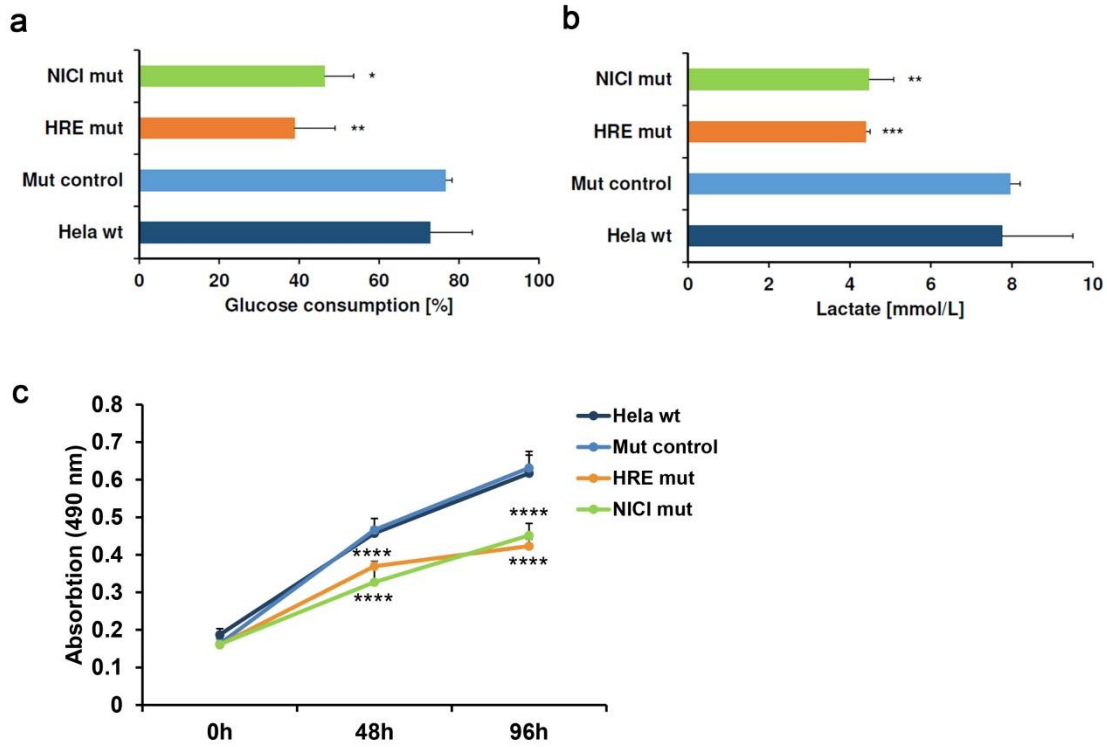 a
NICI mut
*
HRE mut
**
Mut control
Hela wt
0 20 40 60 80 100
Glucose consumption [%]
b
NICI mut
**
HRE mut
***
Mut control
Hela wt
0 2 4 6 8 10
Lactate [mmol/L]
c
Absorbtion (490 nm)
0.8
0.7
0.6
0.5
0.4
0.3
0.2
0.1
0
0h 48h 96h
****
****
****
****
Hela wt
Mut control
HRE mut
NICI mut